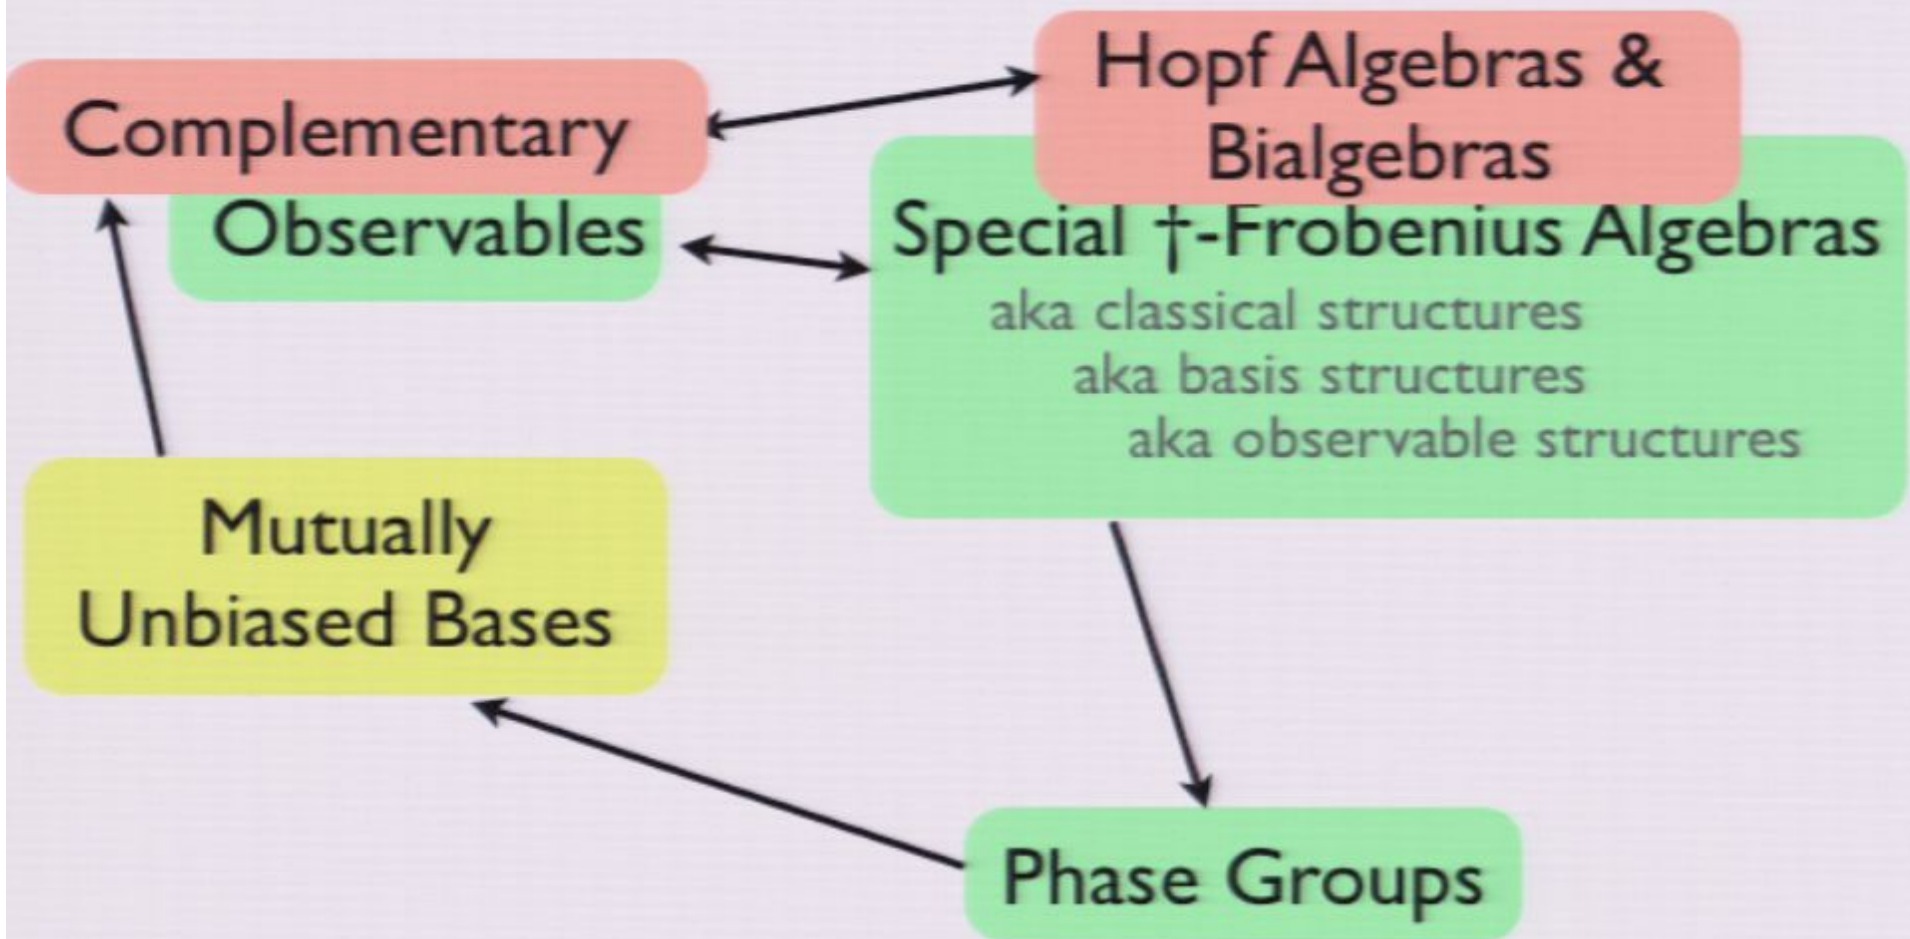 Complementary
Observables
Hopf Algebras &
Bialgebras
Special †-Frobenius Algebras
aka classical structures
aka basis structures
aka observable structures
Mutually
Unbiased Bases
Phase Groups